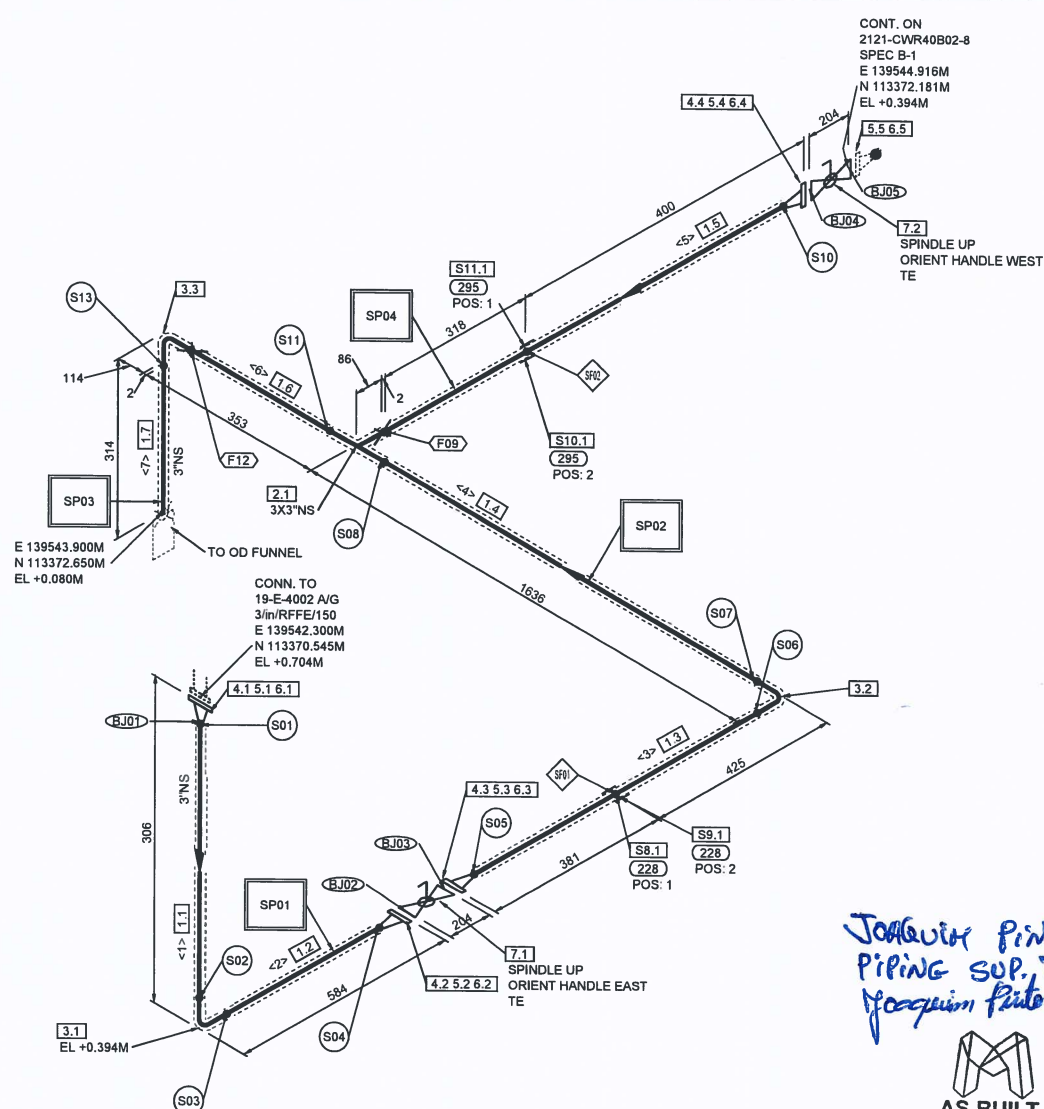 CONT. ON
2121-CWR40B02-8
SPEC B-1
E 139544.916M
N 113372.181M
EL +0.394M
4.4 5.4 6.4
204
5.5 6.5
BJ05
BJ04
400
<5> 1.5
7.2
SPINDLE UP
ORIENT HANDLE WEST
TE
S10
S11.1
295
POS: 1
SP04
318
S13
3.3
S11
86
2
SF02
114
2
<6> 1.6
353
F09
F12
S10.1
295
POS: 2
314
<7> 1.7
3"NS
SP03
2.1
3X3"NS
S08
<4> 1.4
SP02
E 139543.900M
N 113372.650M
EL +0.080M
TO OD FUNNEL
CONN. TO
19-E-4002 A/G
3/in/RFFE/150
E 139542.300M
N 113370.545M
EL +0.704M
1636
S07
S06
3.2
4.1 5.1 6.1
BJ01
S01
<3> 1.3
425
SF01
3"NS
4.3 5.3 6.3
S05
306
BJ03
S9.1
228
POS: 2
S8.1
228
POS: 1
381
BJ02
SP01
204
<1> 1.1
7.1
SPINDLE UP
ORIENT HANDLE EAST
TE
S02
<2> 1.2
4.2 5.2 6.2
584
S04
3.1
EL +0.394M
S03
JOAQUIM PIN
PIPING SUP.
Joaquim Pinto
AS BUILT